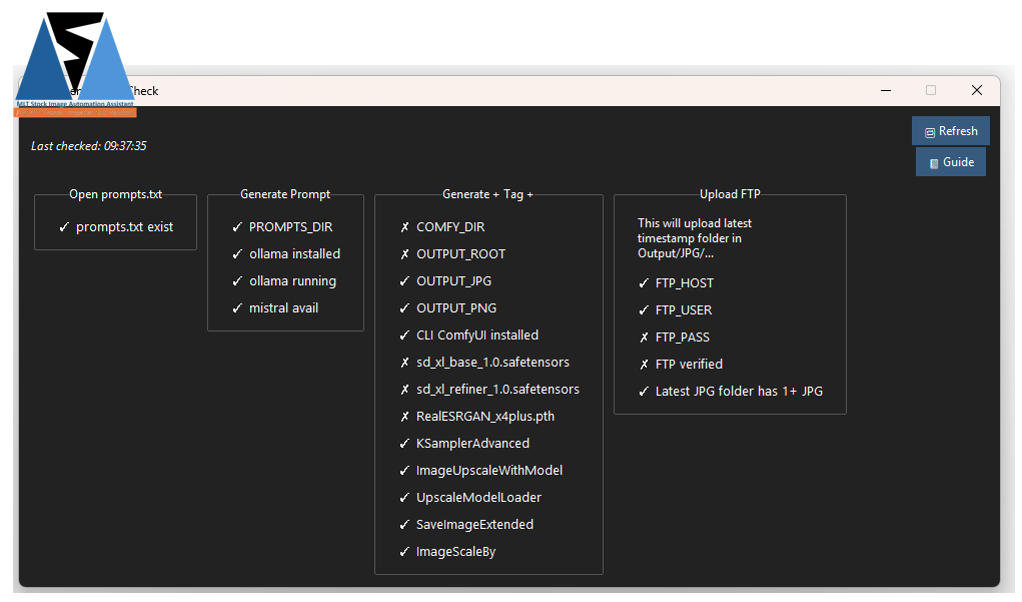 Check
MLT Stock Image Automation Assistant
Last checked: 09:37:35
Refresh
Guide
Open prompts.txt
✓ prompts.txt exist
Generate Prompt
✓ PROMPTS_DIR
✓ ollama installed
✓ ollama running
✓ mistral avail
Generate + Tag +
✗ COMFY_DIR
✗ OUTPUT_ROOT
✓ OUTPUT_JPG
✓ OUTPUT_PNG
✓ CLI ComfyUI installed
✗ sd_xl_base_1.0.safetensors
✗ sd_xl_refiner_1.0.safetensors
✗ RealESRGAN_x4plus.pth
✓ KSamplerAdvanced
✓ ImageUpscaleWithModel
✓ UpscaleModelLoader
✓ SaveImageExtended
✓ ImageScaleBy
Upload FTP
This will upload latest
timestamp folder in
Output/JPG/...
✓ FTP_HOST
✓ FTP_USER
✗ FTP_PASS
✗ FTP verified
✓ Latest JPG folder has 1+ JPG